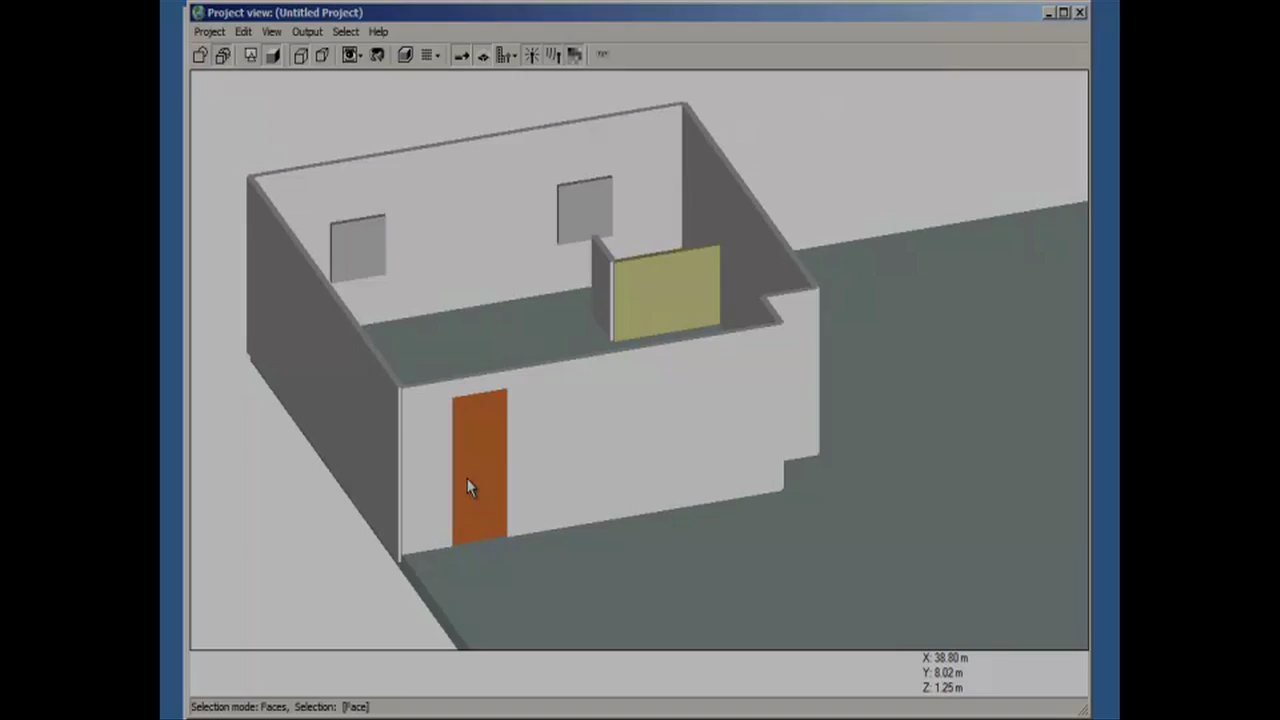 Project view: (Untitled Project)
Project Edit View Output Select Help
X: 38.80 m
Y: 8.02 m
Z: 1.25 m
Selection mode: Faces, Selection: [Face]